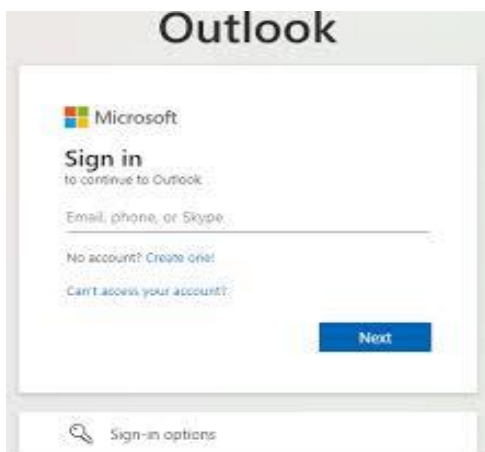 Outlook
Microsoft
Sign in
to continue to Outlook
Email, phone, or Skype
No account? Create one!
Can't access your account?
Next
Sign-in options